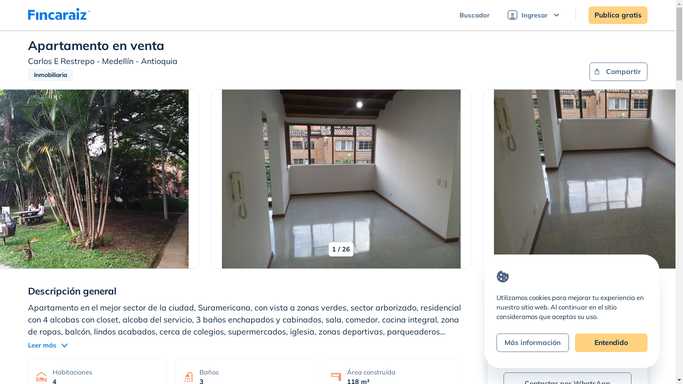 Fincaraiz
Buscador
Ingresar
Publica gratis
Apartamento en venta
Carlos E Restrepo - Medellín - Antioquia
Inmobiliaria
Compartir
1 / 26
Descripción general
Apartamento en el mejor sector de la ciudad, Suramericana, con vista a zonas verdes, sector arborizado, residencial
con 4 alcobas con closet, alcoba del servicio, 3 baños enchapados y cabinados, sala, comedor, cocina integral, zona
de ropas, balcón, lindos acabados, cerca de colegios, supermercados, iglesia, zonas deportivas, parqueaderos...
Leer más
Habitaciones
4
Baños
3
Área construida
118 m²
Utilizamos cookies para mejorar tu experiencia en
nuestro sitio web. Al continuar en el sitio
consideramos que aceptas su uso.
Más información
Entendido
Contactar por WhatsApp